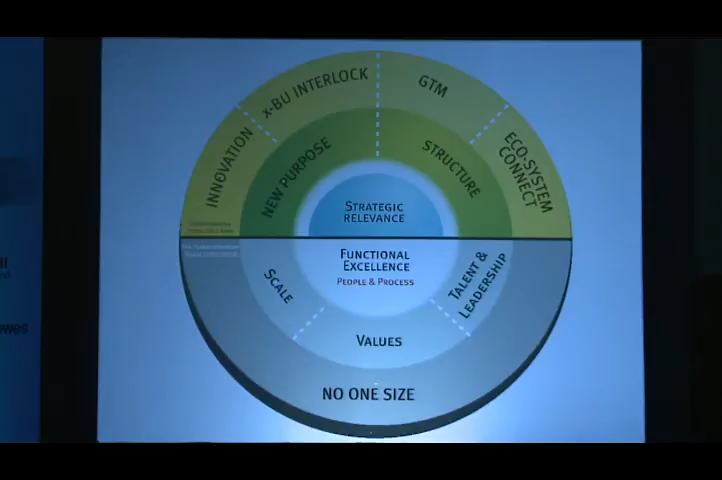 X-BU INTERLOCK
GTM
INNOVATION
ECO-SYSTEM
CONNECT
NEW PURPOSE
STRUCTURE
STRATEGIC
RELEVANCE
FUNCTIONAL
EXCELLENCE
PEOPLE & PROCESS
SCALE
TALENT &
LEADERSHIP
VALUES
NO ONE SIZE